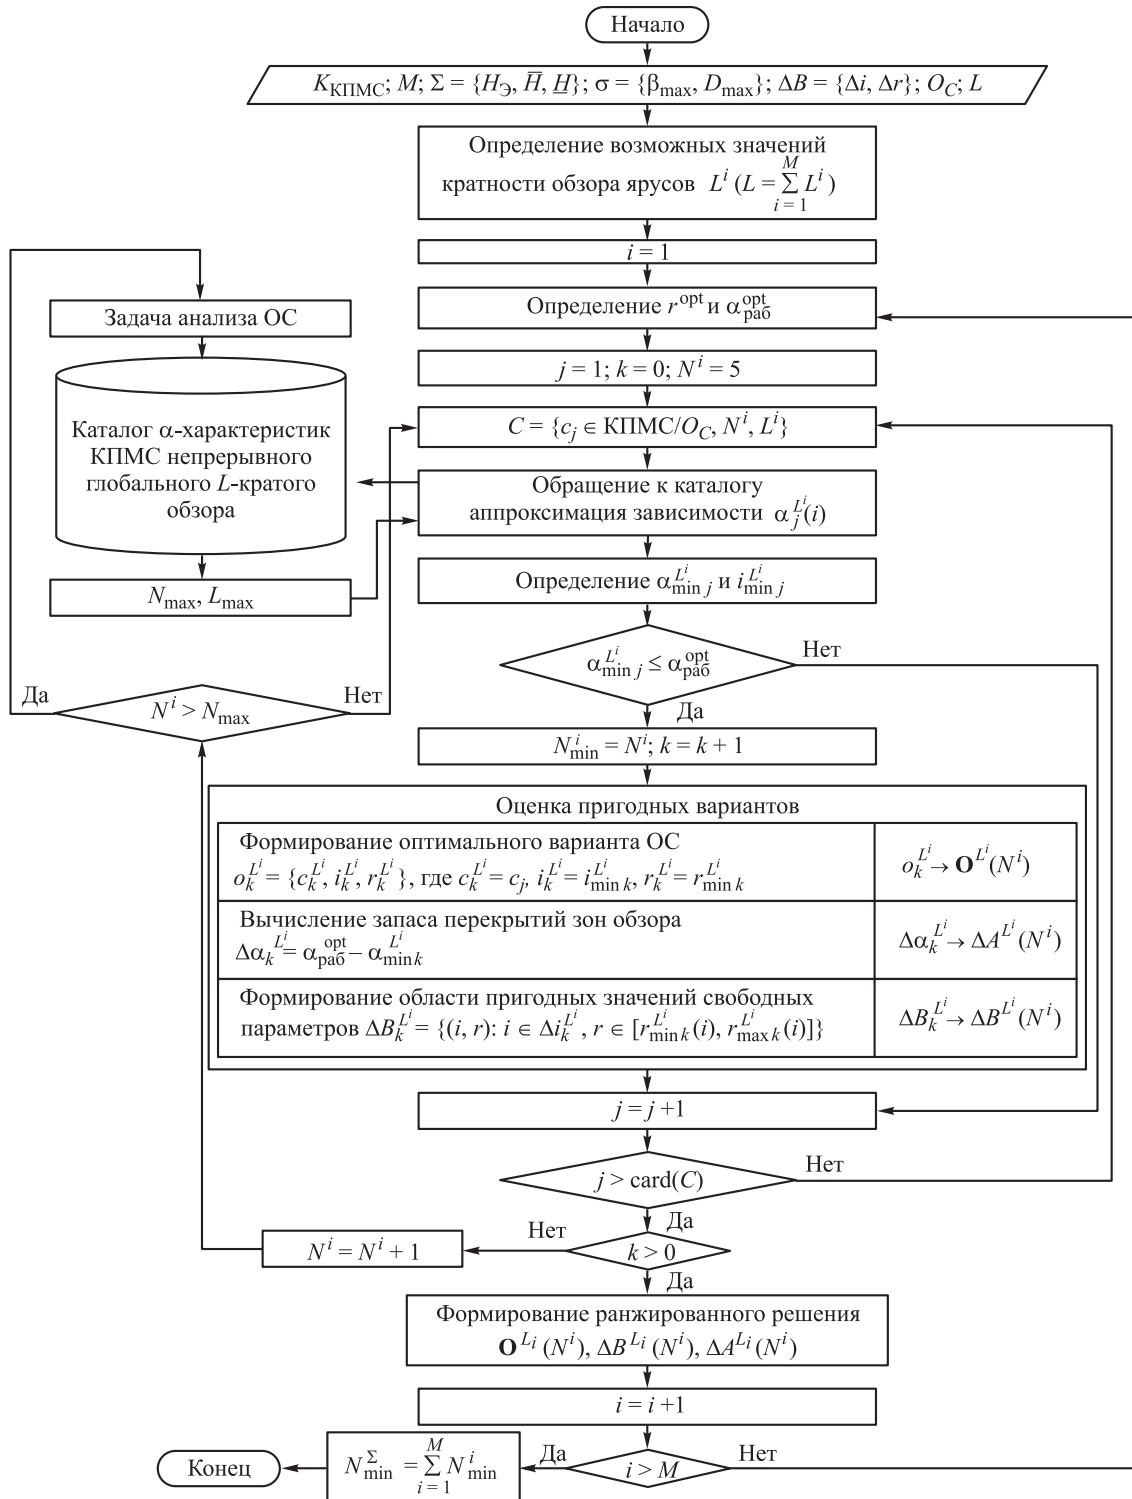 Начало
K_КПМС; M; Σ = {H_Э, H̅, H̲}; σ = {β_max, D_max}; ΔB = {Δi, Δr}; O_C; L
Определение возможных значений
кратности обзора ярусов L^i (L = ∑_{i = 1}^{M} L^i)
i = 1
Определение r^opt и α_раб^opt
j = 1; k = 0; N^i = 5
C = {c_j ∈ КПМС/O_C, N^i, L^i}
Обращение к каталогу
аппроксимация зависимости α_j^{L^i}(i)
Определение α_{min j}^{L^i} и i_{min j}^{L^i}
α_{min j}^{L^i} ≤ α_раб^opt
Нет
Да
Задача анализа ОС
Каталог α-характеристик
КПМС непрерывного
глобального L-кратого
обзора
N_max, L_max
Да
N^i > N_max
Нет
N_min^i = N^i; k = k + 1
Оценка пригодных вариантов
Формирование оптимального варианта ОС
o_k^{L^i} = {c_k^{L^i}, i_k^{L^i}, r_k^{L^i}}, где c_k^{L^i} = c_j, i_k^{L^i} = i_{min k}^{L^i}, r_k^{L^i} = r_{min k}^{L^i}
o_k^{L^i} → O^{L^i}(N^i)
Вычисление запаса перекрытий зон обзора
Δα_k^{L^i} = α_раб^opt – α_{min k}^{L^i}
Δα_k^{L^i} → ΔA^{L^i}(N^i)
Формирование области пригодных значений свободных
параметров ΔB_k^{L^i} = {(i, r): i ∈ Δi_k^{L^i}, r ∈ [r_{min k}^{L^i}(i), r_{max k}^{L^i}(i)]}
ΔB_k^{L^i} → ΔB^{L^i}(N^i)
j = j +1
j > card(C)
Нет
Да
Нет
N^i = N^i + 1
k > 0
Да
Формирование ранжированного решения
O^{L_i}(N^i), ΔB^{L_i}(N^i), ΔA^{L_i}(N^i)
i = i +1
Конец
N_min^Σ = ∑_{i = 1}^{M} N_min^i
Да
i > M
Нет